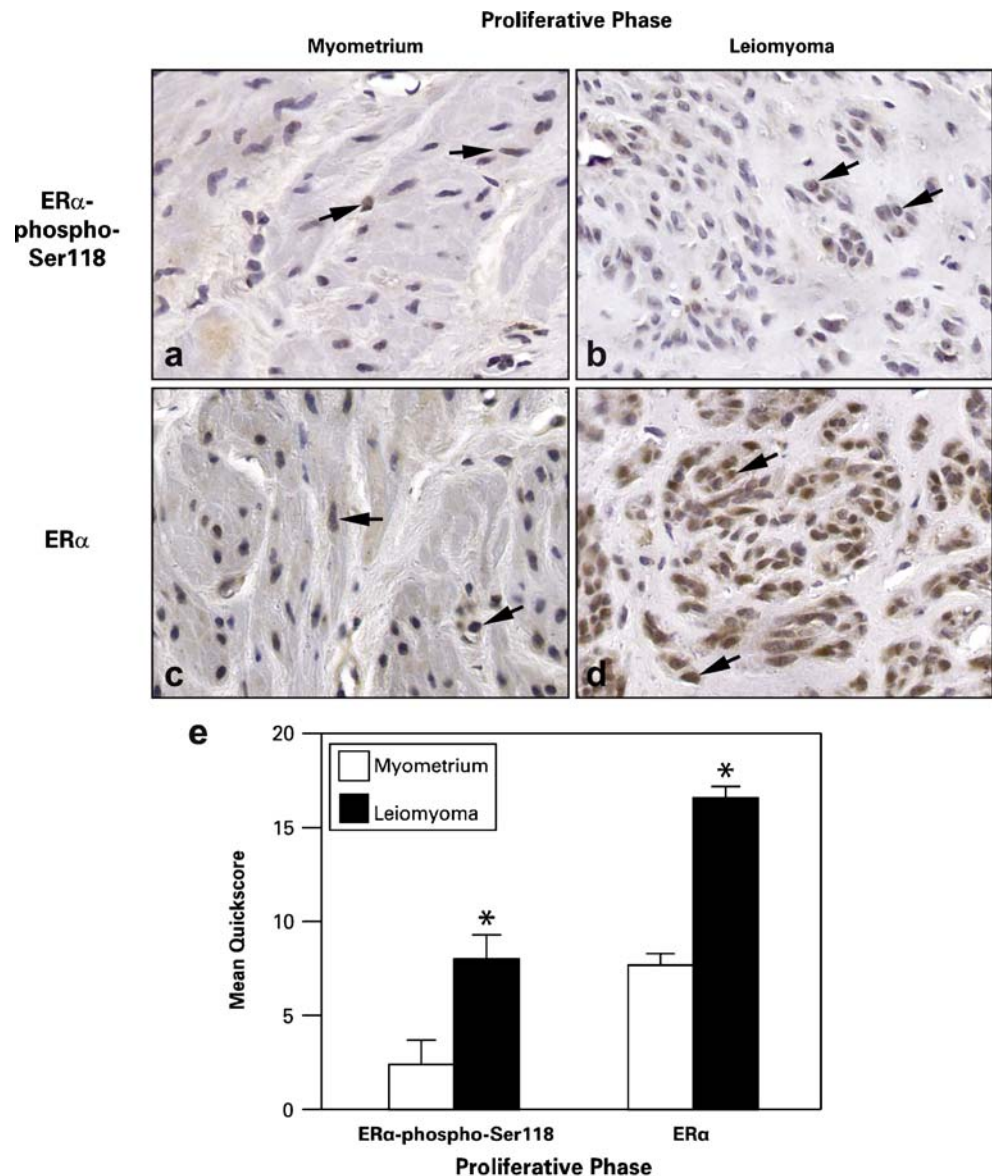 Proliferative Phase
Myometrium
Leiomyoma
ERα-
phospho-
Ser118
a
b
ERα
c
d
e
20
15
10
5
0
Mean Quickscore
Myometrium
Leiomyoma
*
*
ERα-phospho-Ser118
ERα
Proliferative Phase